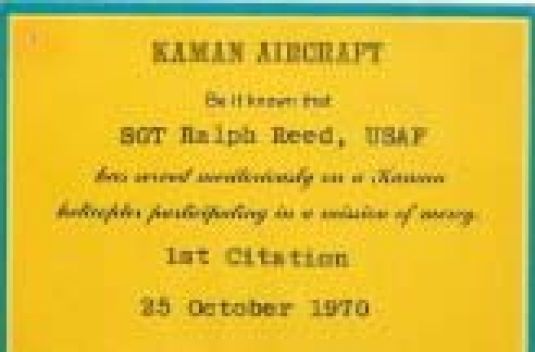 KAMAN AIRCRAFT
Be it known that
SGT Ralph Reed, USAF
has served meritoriously on a Kaman
helicopter participating in a mission of mercy.
1st Citation
25 October 1970